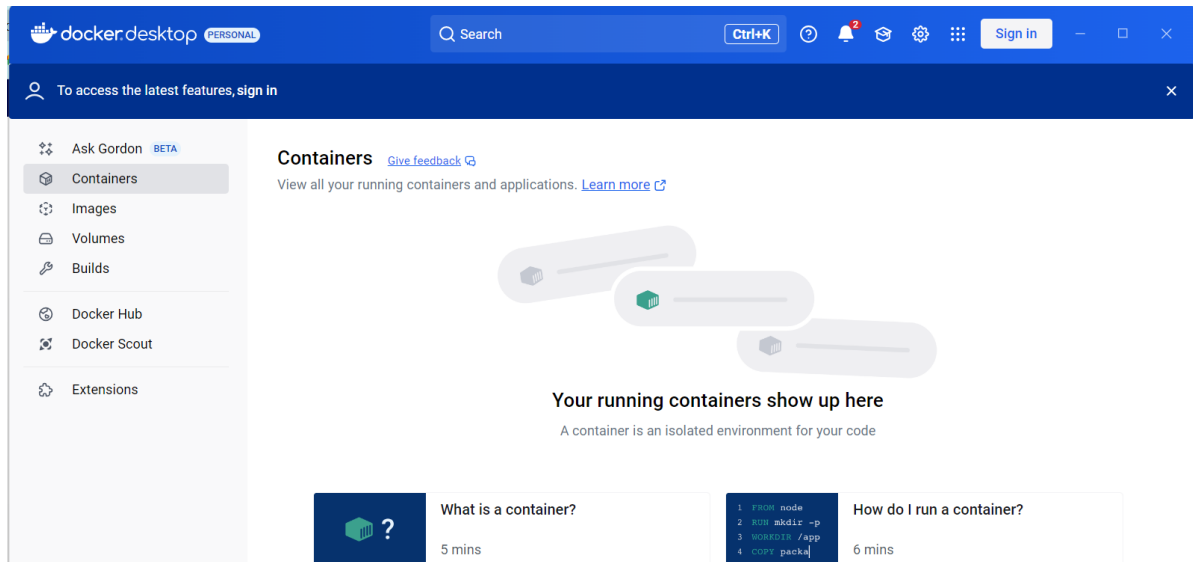 docker.desktop PERSONAL Search Ctrl+K 2 Sign in
To access the latest features, sign in
Ask Gordon BETA
Containers
Images
Volumes
Builds
Docker Hub
Docker Scout
Extensions
Containers Give feedback
View all your running containers and applications. Learn more
Your running containers show up here
A container is an isolated environment for your code
?
What is a container?
5 mins
1 FROM node
2 RUN mkdir -p
3 WORKDIR /app
4 COPY packa
How do I run a container?
6 mins